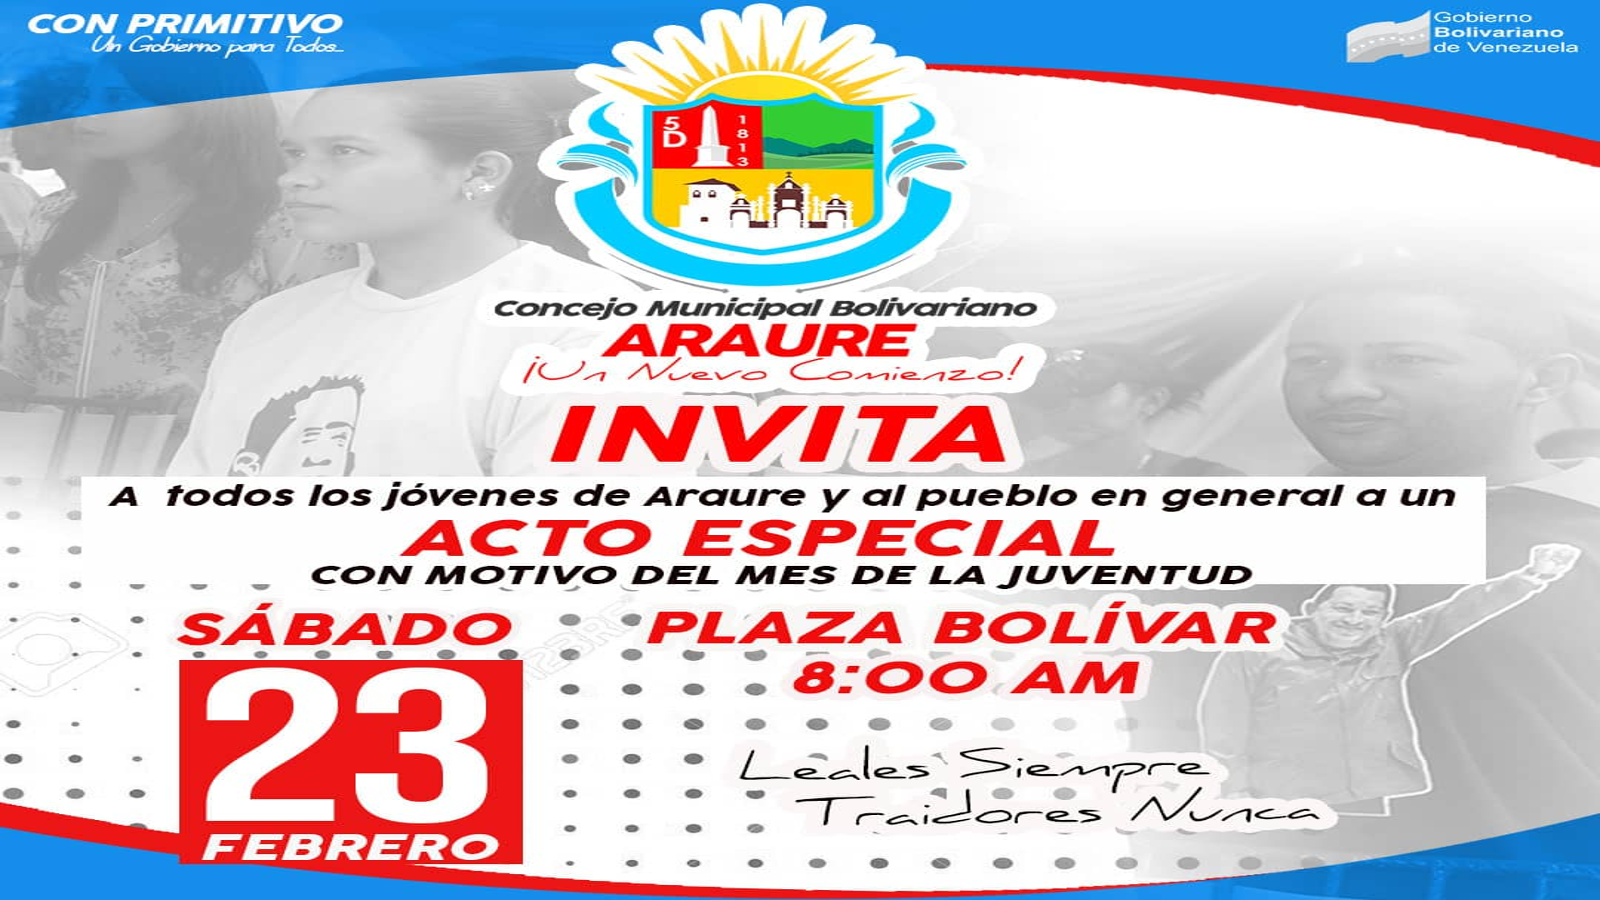 CON PRIMITIVO
Un Gobierno para Todos...
Gobierno
Bolivariano
de Venezuela
5D
1813
Concejo Municipal Bolivariano
ARAURE
¡Un Nuevo Comienzo!
INVITA
A todos los jóvenes de Araure y al pueblo en general a un
ACTO ESPECIAL
CON MOTIVO DEL MES DE LA JUVENTUD
SÁBADO
23
FEBRERO
PLAZA BOLÍVAR
8:00 AM
Leales Siempre
Traidores Nunca